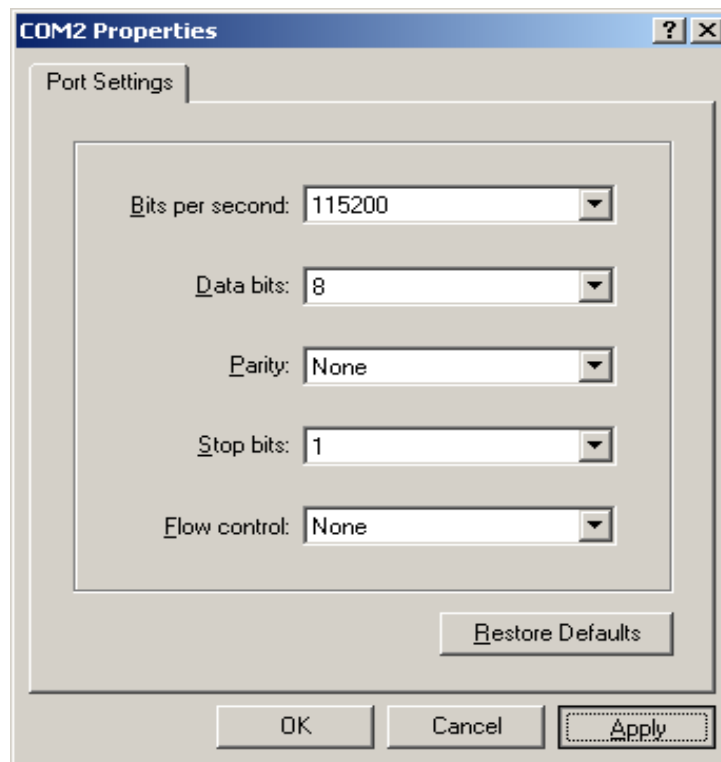 COM2 Properties
Port Settings
Bits per second: 115200
Data bits: 8
Parity: None
Stop bits: 1
Flow control: None
Restore Defaults
OK Cancel Apply